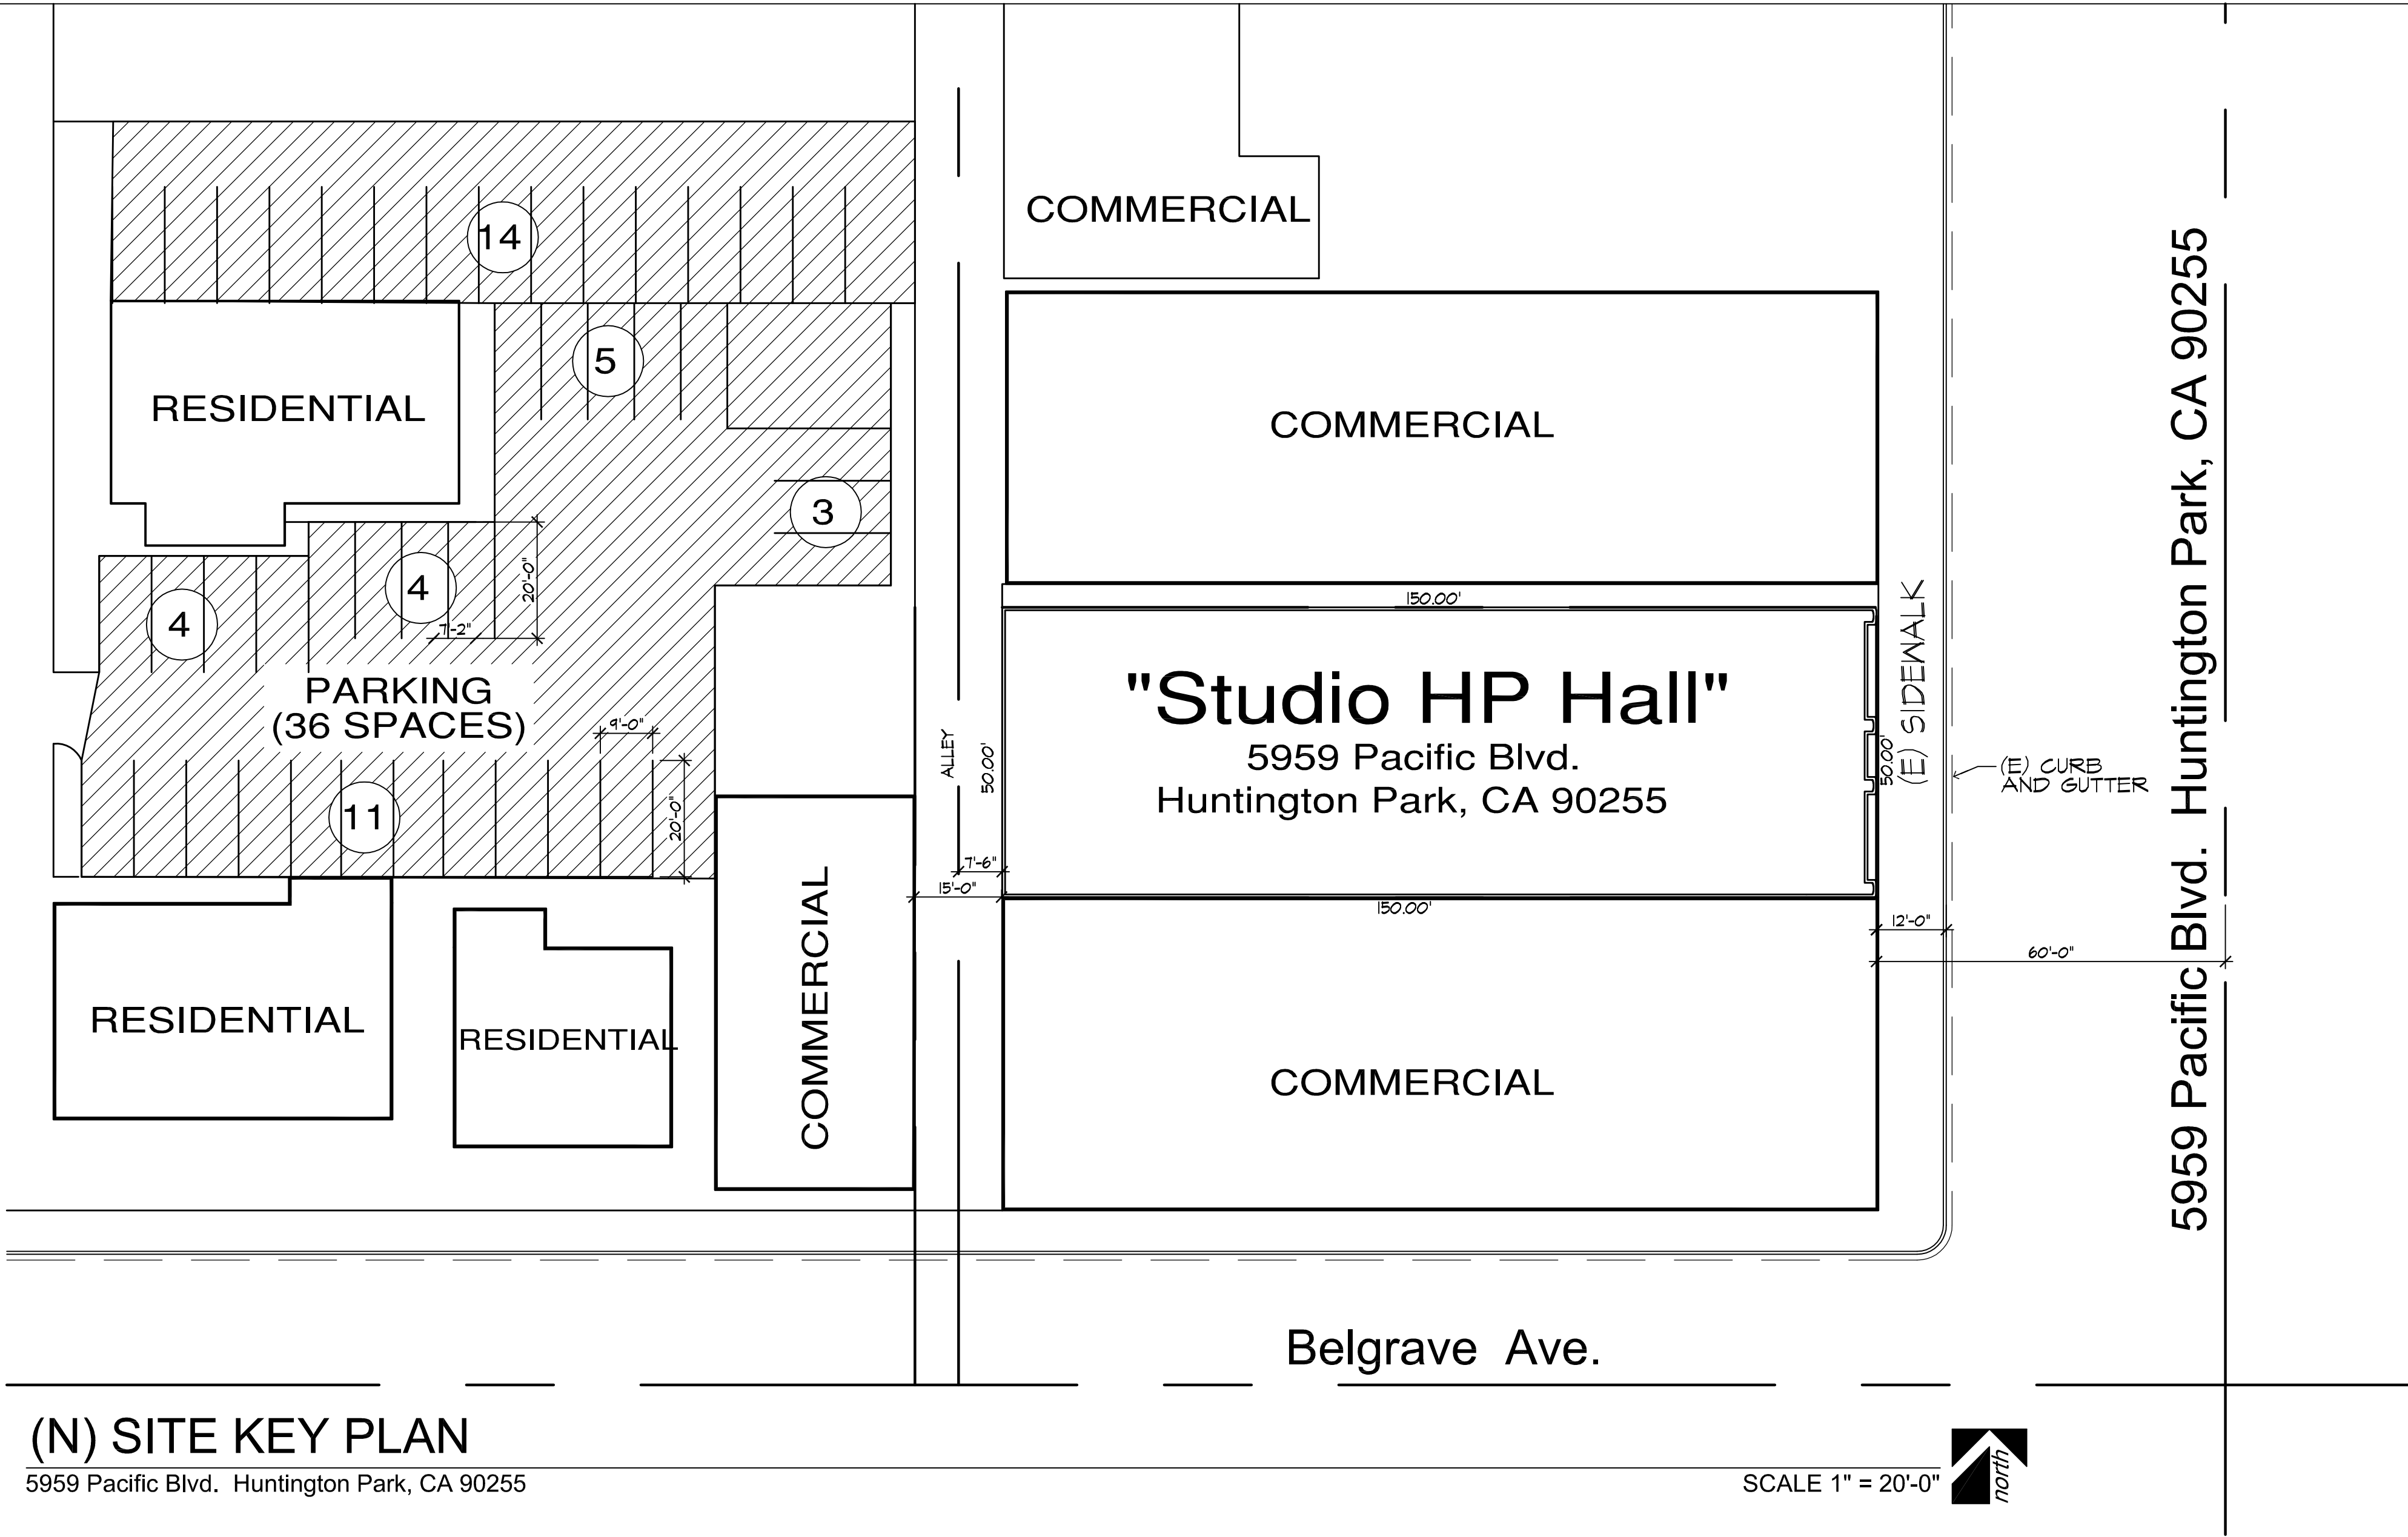 COMMERCIAL
14
5
RESIDENTIAL
COMMERCIAL
3
20'-0"
4
4
7'-2"
PARKING
(36 SPACES)
9'-0"
20'-0"
11
ALLEY
50.00'
150.00'
"Studio HP Hall"
5959 Pacific Blvd.
Huntington Park, CA 90255
50.00'
(E) SIDEWALK
(E) CURB
AND GUTTER
5959 Pacific Blvd. Huntington Park, CA 90255
7'-6"
15'-0"
150.00'
12'-0"
60'-0"
RESIDENTIAL
RESIDENTIAL
COMMERCIAL
COMMERCIAL
Belgrave Ave.
(N) SITE KEY PLAN
5959 Pacific Blvd. Huntington Park, CA 90255
SCALE 1" = 20'-0"
north